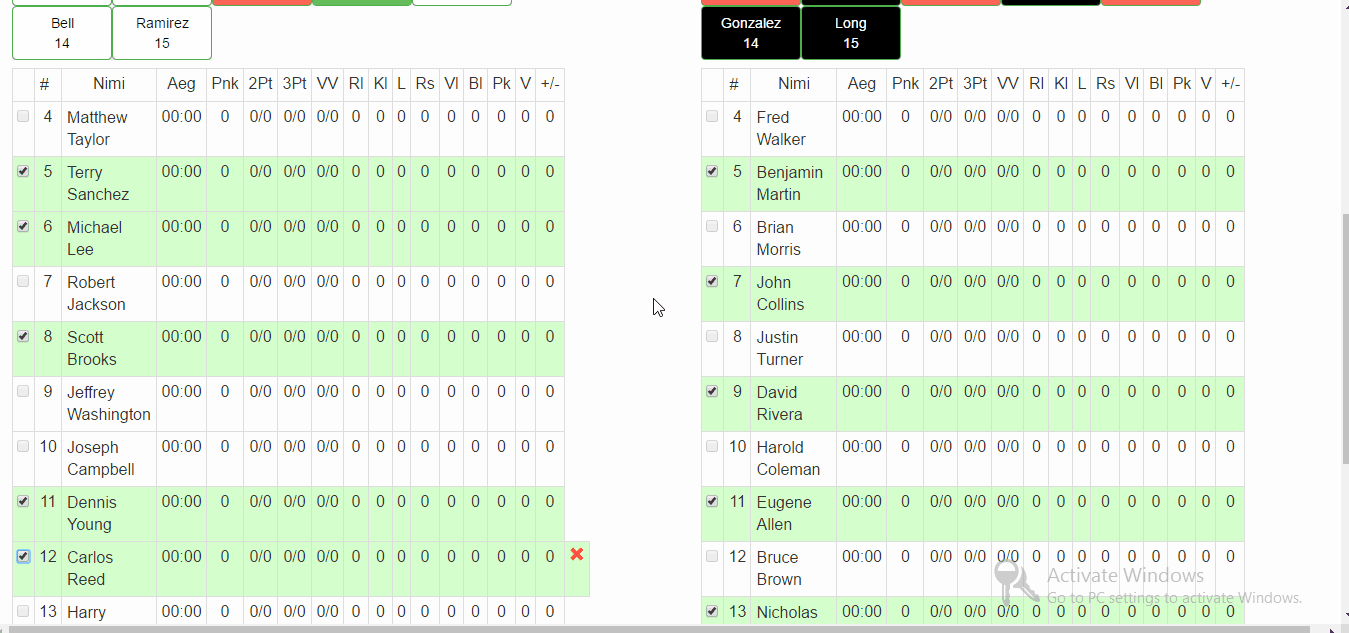 Bell
14
Ramirez
15
Gonzalez
14
Long
15
# Nimi Aeg Pnk 2Pt 3Pt VV Rl Kl L Rs Vl Bl Pk V +/-
4 Matthew Taylor 00:00 0 0/0 0/0 0/0 0 0 0 0 0 0 0 0 0
5 Terry Sanchez 00:00 0 0/0 0/0 0/0 0 0 0 0 0 0 0 0 0
6 Michael Lee 00:00 0 0/0 0/0 0/0 0 0 0 0 0 0 0 0 0
7 Robert Jackson 00:00 0 0/0 0/0 0/0 0 0 0 0 0 0 0 0 0
8 Scott Brooks 00:00 0 0/0 0/0 0/0 0 0 0 0 0 0 0 0 0
9 Jeffrey Washington 00:00 0 0/0 0/0 0/0 0 0 0 0 0 0 0 0 0
10 Joseph Campbell 00:00 0 0/0 0/0 0/0 0 0 0 0 0 0 0 0 0
11 Dennis Young 00:00 0 0/0 0/0 0/0 0 0 0 0 0 0 0 0 0
12 Carlos Reed 00:00 0 0/0 0/0 0/0 0 0 0 0 0 0 0 0 0
13 Harry 00:00 0 0/0 0/0 0/0 0 0 0 0 0 0 0 0 0
# Nimi Aeg Pnk 2Pt 3Pt VV Rl Kl L Rs Vl Bl Pk V +/-
4 Fred Walker 00:00 0 0/0 0/0 0/0 0 0 0 0 0 0 0 0 0
5 Benjamin Martin 00:00 0 0/0 0/0 0/0 0 0 0 0 0 0 0 0 0
6 Brian Morris 00:00 0 0/0 0/0 0/0 0 0 0 0 0 0 0 0 0
7 John Collins 00:00 0 0/0 0/0 0/0 0 0 0 0 0 0 0 0 0
8 Justin Turner 00:00 0 0/0 0/0 0/0 0 0 0 0 0 0 0 0 0
9 David Rivera 00:00 0 0/0 0/0 0/0 0 0 0 0 0 0 0 0 0
10 Harold Coleman 00:00 0 0/0 0/0 0/0 0 0 0 0 0 0 0 0 0
11 Eugene Allen 00:00 0 0/0 0/0 0/0 0 0 0 0 0 0 0 0 0
12 Bruce Brown 00:00 0 0/0 0/0 0/0 0 0 0 0 0 0 0 0 0
13 Nicholas 00:00 0 0/0 0/0 0/0 0 0 0 0 0 0 0 0 0
Activate Windows
Go to PC settings to activate Windows.